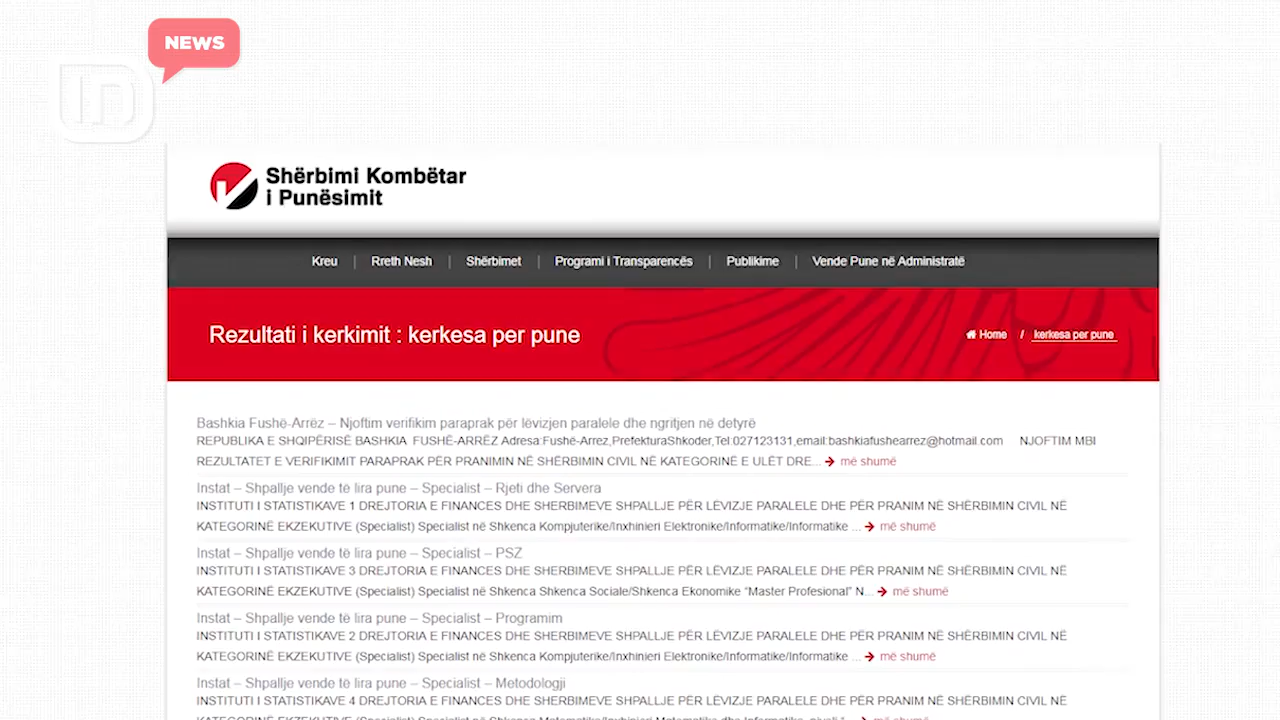 NEWS
in
Shërbimi Kombëtar
i Punësimit
Kreu | Rreth Nesh | Shërbimet | Programi i Transparencës | Publikime | Vende Pune në Administratë
Rezultati i kerkimit : kerkesa per pune
Home / kerkesa per pune
Bashkia Fushë-Arrëz – Njoftim verifikim paraprak për lëvizjen paralele dhe ngritjen në detyrë
REPUBLIKA E SHQIPËRISË BASHKIA FUSHË-ARRËZ Adresa:Fushë-Arrez,PrefekturaShkoder,Tel:027123131,email:bashkiafushearrez@hotmail.com NJOFTIM MBI
REZULTATET E VERIFIKIMIT PARAPRAK PËR PRANIMIN NË SHËRBIMIN CIVIL NË KATEGORINË E ULËT DRE... më shumë
Instat – Shpallje vende të lira pune – Specialist – Rjeti dhe Servera
INSTITUTI I STATISTIKAVE 1 DREJTORIA E FINANCES DHE SHERBIMEVE SHPALLJE PËR LËVIZJE PARALELE DHE PËR PRANIM NË SHËRBIMIN CIVIL NË
KATEGORINË EKZEKUTIVE (Specialist) Specialist në Shkenca Kompjuterike/Inxhinieri Elektronike/Informatike/Informatike ... më shumë
Instat – Shpallje vende të lira pune – Specialist – PSZ
INSTITUTI I STATISTIKAVE 3 DREJTORIA E FINANCES DHE SHERBIMEVE SHPALLJE PËR LËVIZJE PARALELE DHE PËR PRANIM NË SHËRBIMIN CIVIL NË
KATEGORINË EKZEKUTIVE (Specialist) Specialist në Shkenca Shkenca Sociale/Shkenca Ekonomike “Master Profesional” N... më shumë
Instat – Shpallje vende të lira pune – Specialist – Programim
INSTITUTI I STATISTIKAVE 2 DREJTORIA E FINANCES DHE SHERBIMEVE SHPALLJE PËR LËVIZJE PARALELE DHE PËR PRANIM NË SHËRBIMIN CIVIL NË
KATEGORINË EKZEKUTIVE (Specialist) Specialist në Shkenca Kompjuterike/Inxhinieri Elektronike/Informatike/Informatike ... më shumë
Instat – Shpallje vende të lira pune – Specialist – Metodologji
INSTITUTI I STATISTIKAVE 4 DREJTORIA E FINANCES DHE SHERBIMEVE SHPALLJE PËR LËVIZJE PARALELE DHE PËR PRANIM NË SHËRBIMIN CIVIL NË